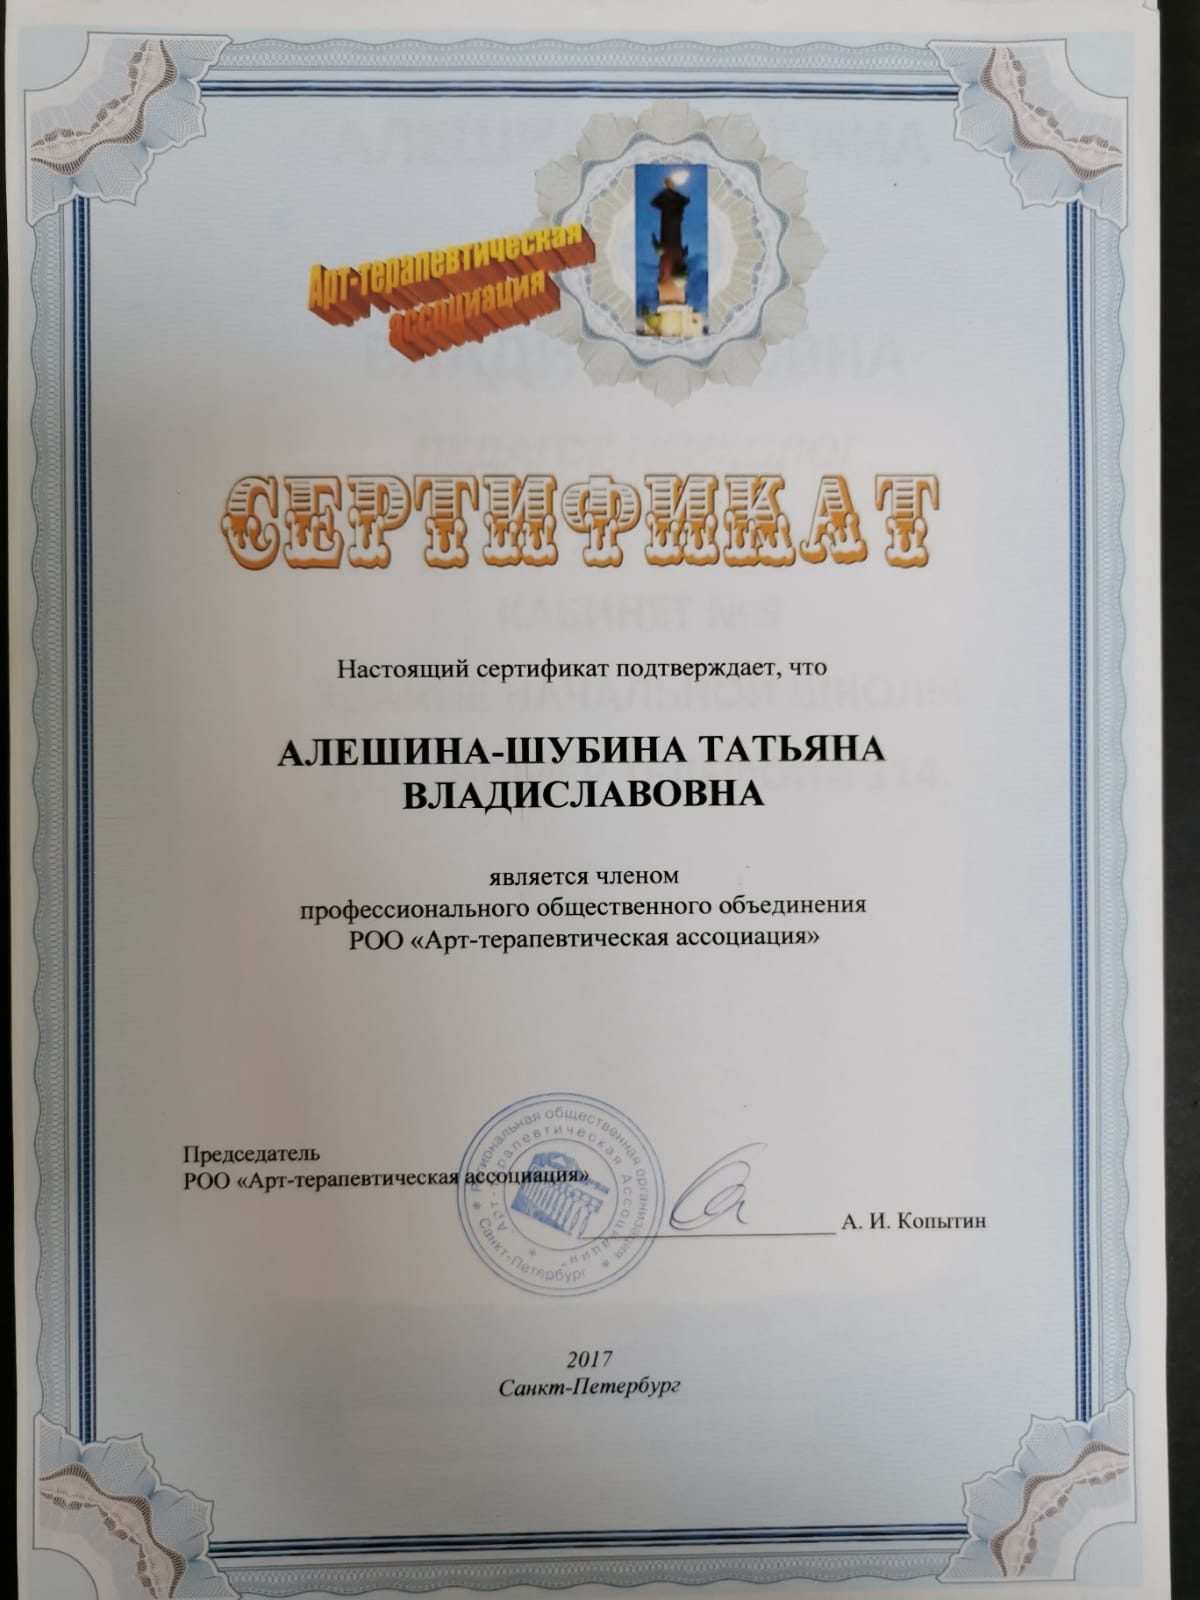 Арт-терапевтическая
ассоциация
СЕРТИФИКАТ
Настоящий сертификат подтверждает, что
АЛЕШИНА-ШУБИНА ТАТЬЯНА
ВЛАДИСЛАВОВНА
является членом
профессионального общественного объединения
РОО «Арт-терапевтическая ассоциация»
Председатель
РОО «Арт-терапевтическая ассоциация»
А. И. Копытин
Региональная общественная организация * Санкт-Петербург *
"Арт-терапевтическая Ассоциация" *
2017
Санкт-Петербург